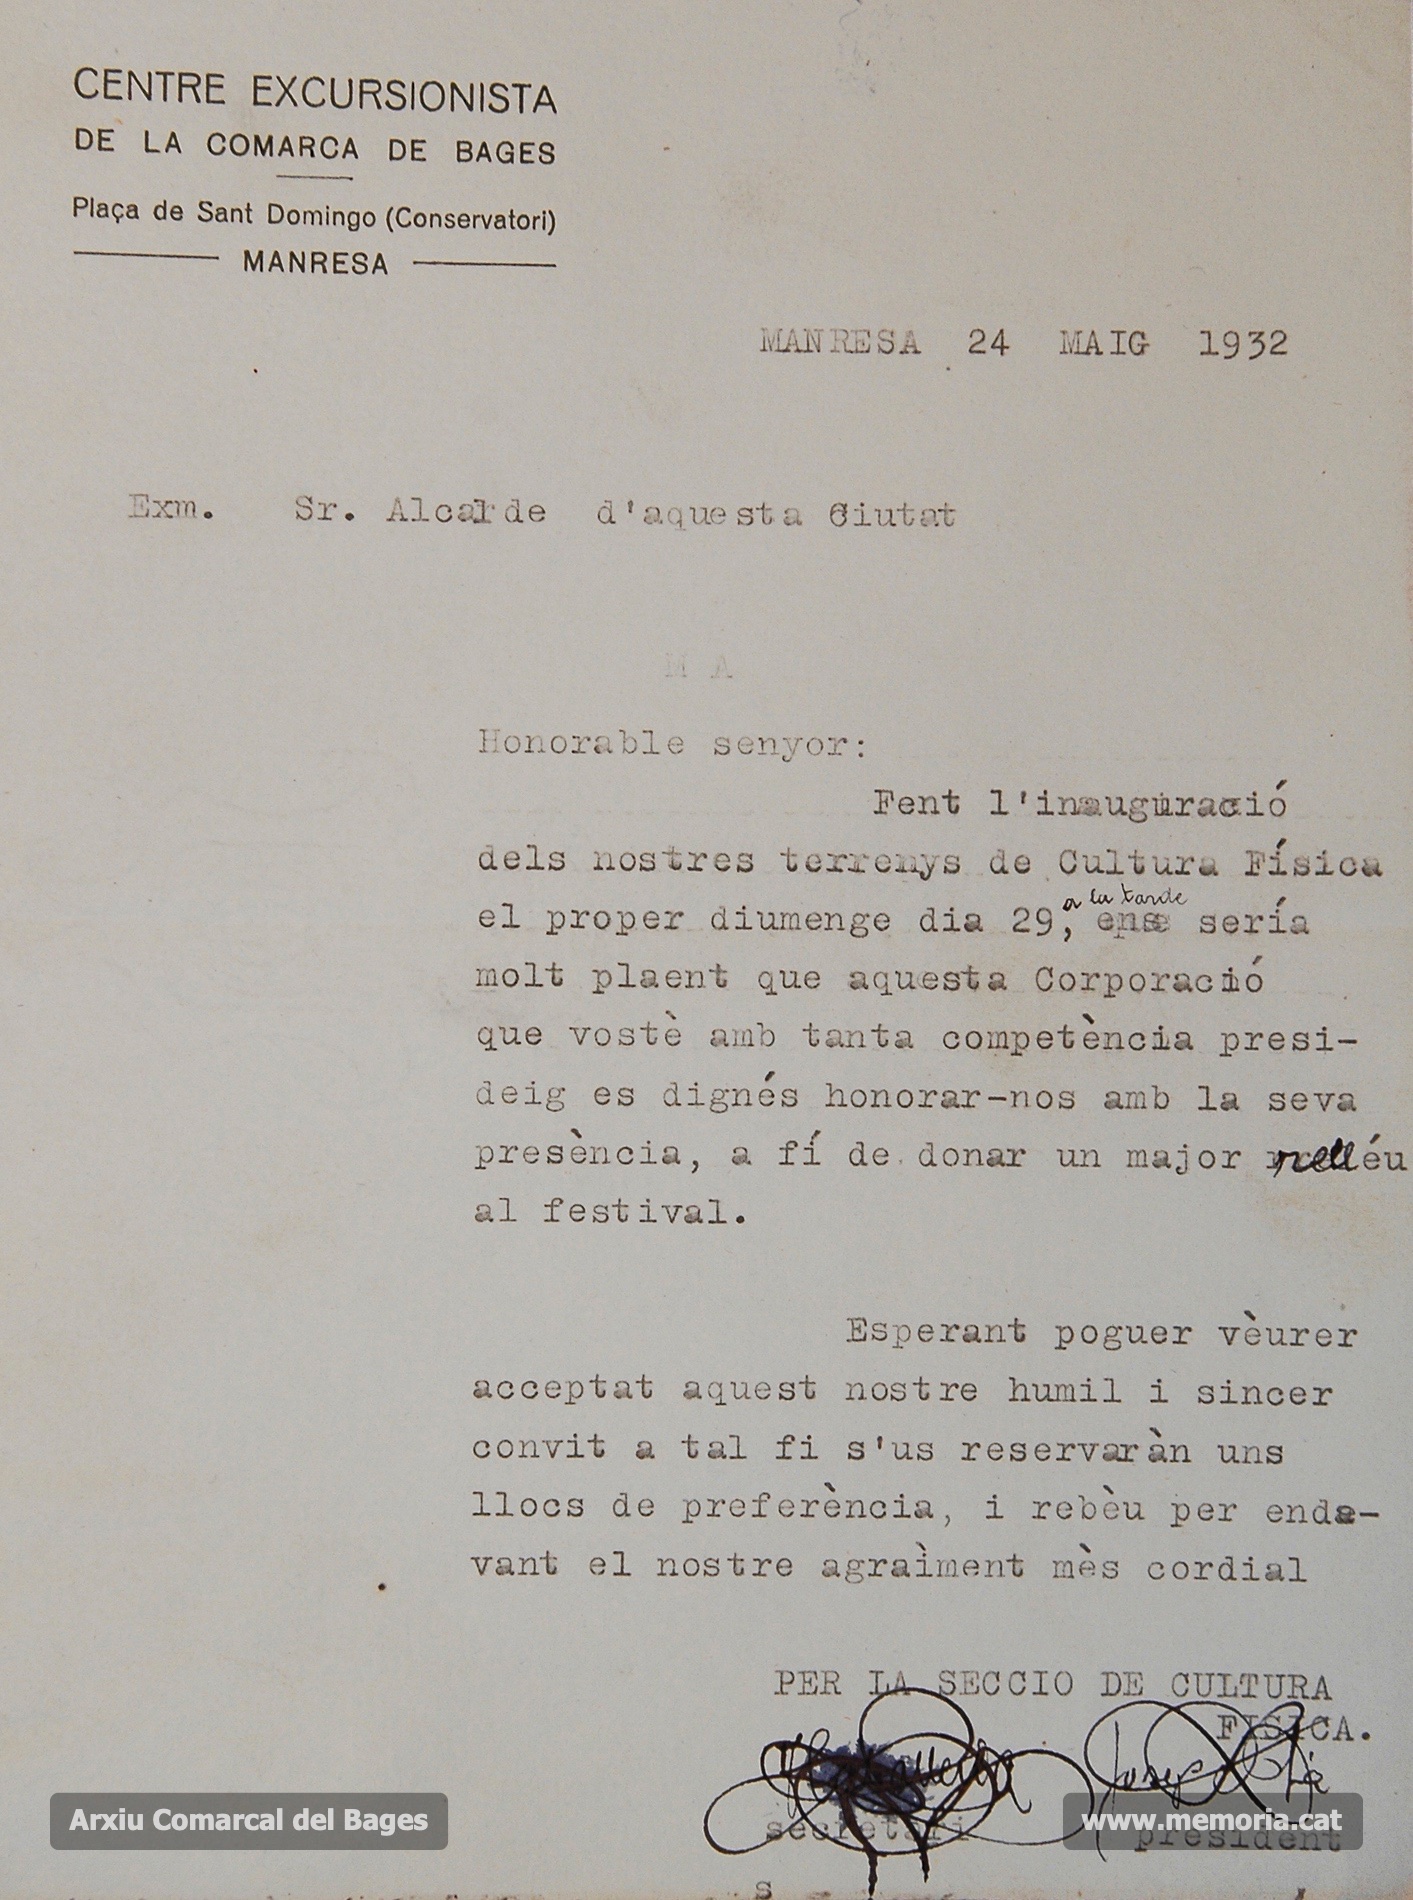 CENTRE EXCURSIONISTA
DE LA COMARCA DE BAGES
Plaça de Sant Domingo (Conservatori)
MANRESA
MANRESA 24 MAIG 1932
Exm. Sr. Alcalde d'aquesta Ciutat
M A
Honorable senyor:
Fent l'inauguració
dels nostres terrenys de Cultura Física
a la tarde
el proper diumenge dia 29, ens sería
molt plaent que aquesta Corporació
que vostè amb tanta competència presi-
deig es dignés honorar-nos amb la seva
presència, a fí de donar un major relléu
al festival.
Esperant poguer vèurer
acceptat aquest nostre humil i sincer
convit a tal fi s'us reservaràn uns
llocs de preferència, i rebèu per enda-
vant el nostre agraìment mès cordial
PER LA SECCIO DE CULTURA
FISICA.
Josep
secretari president
Arxiu Comarcal del Bages
www.memoria.cat